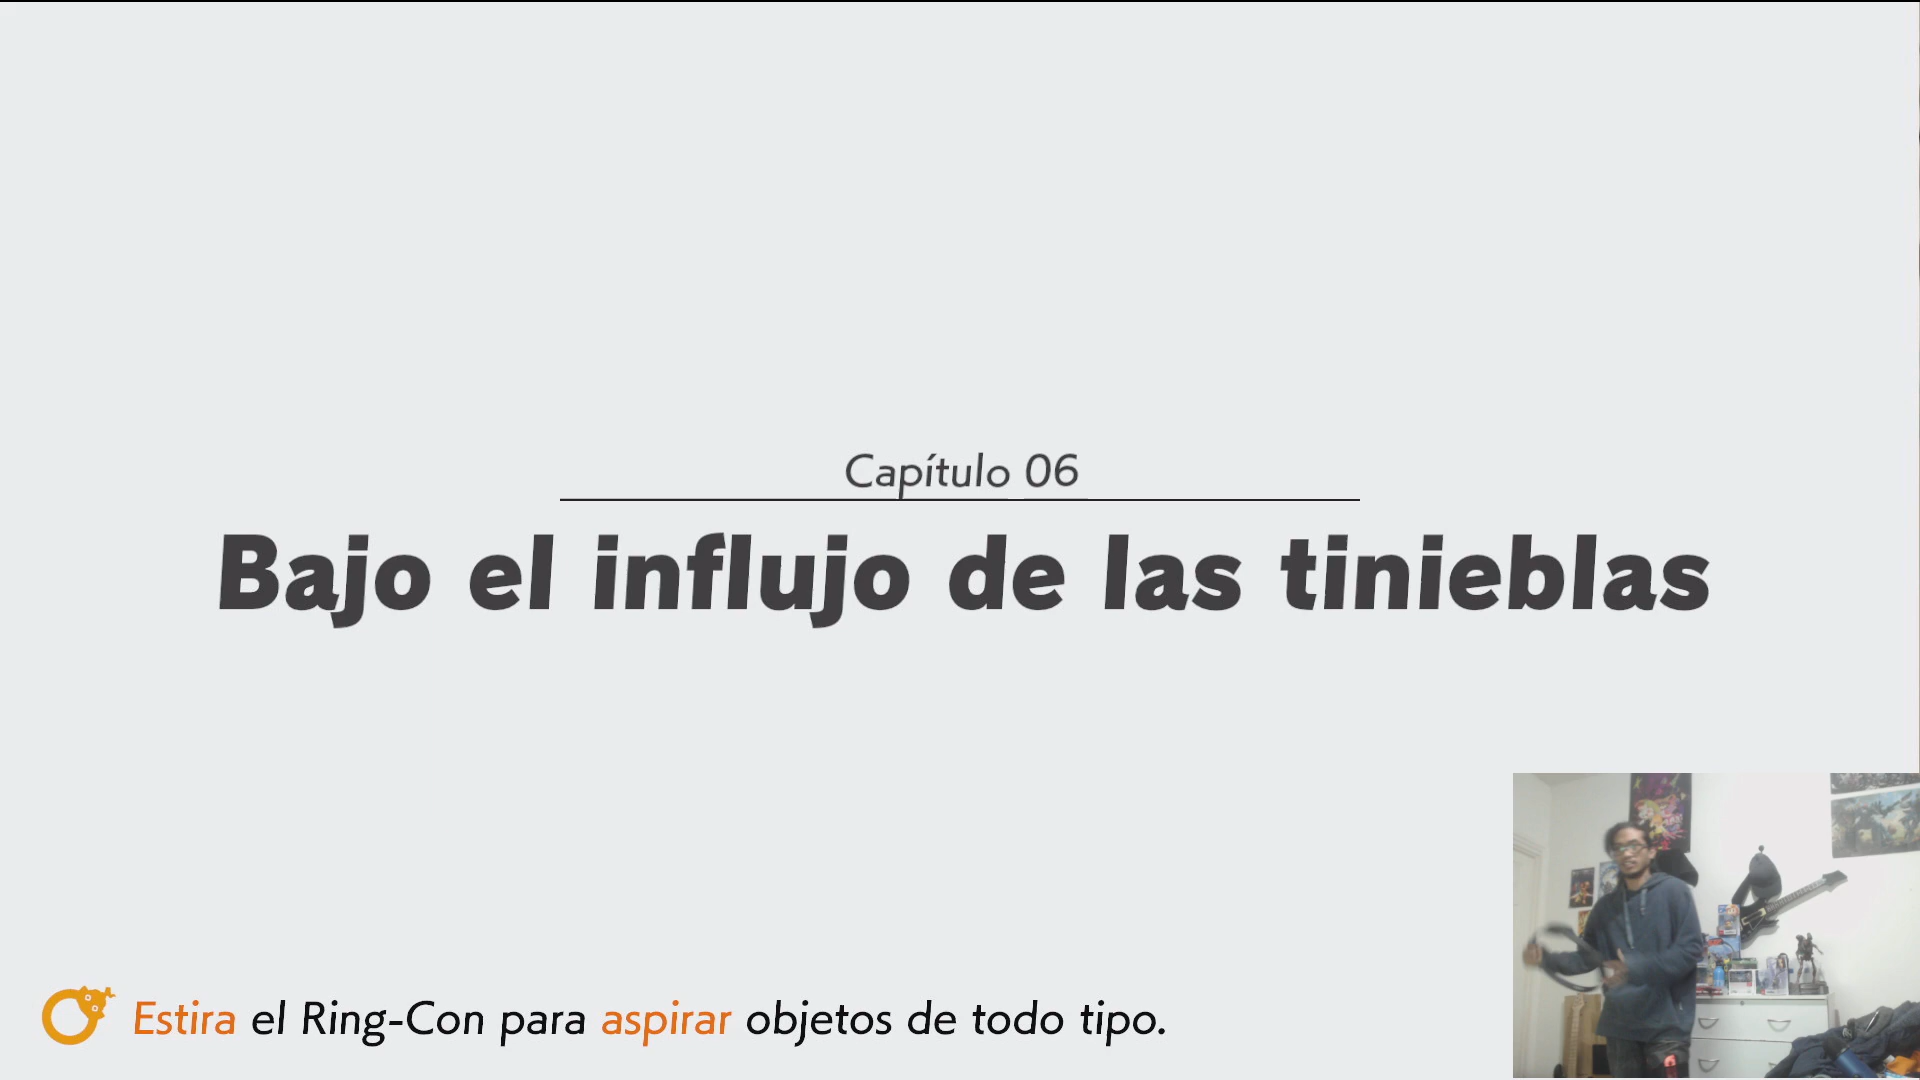 Capítulo 06
Bajo el influjo de las tinieblas
Estira el Ring-Con para aspirar objetos de todo tipo.